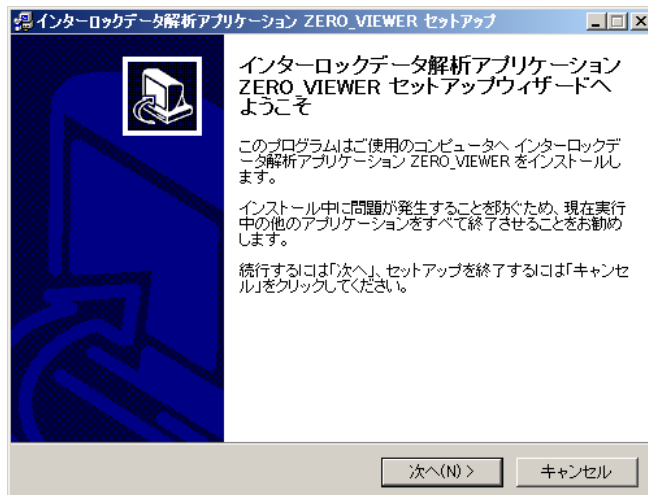 インターロックデータ解析アプリケーション ZERO_VIEWER セットアップ
インターロックデータ解析アプリケーション
ZERO_VIEWER セットアップウィザードへ
ようこそ
このプログラムはご使用のコンピュータへ インターロックデ
ータ解析アプリケーション ZERO_VIEWER をインストールし
ます。
インストール中に問題が発生することを防ぐため、現在実行
中の他のアプリケーションをすべて終了させることをお勧め
します。
続行するには「次へ」、セットアップを終了するには「キャンセ
ル」をクリックしてください。
次へ(N) >
キャンセル